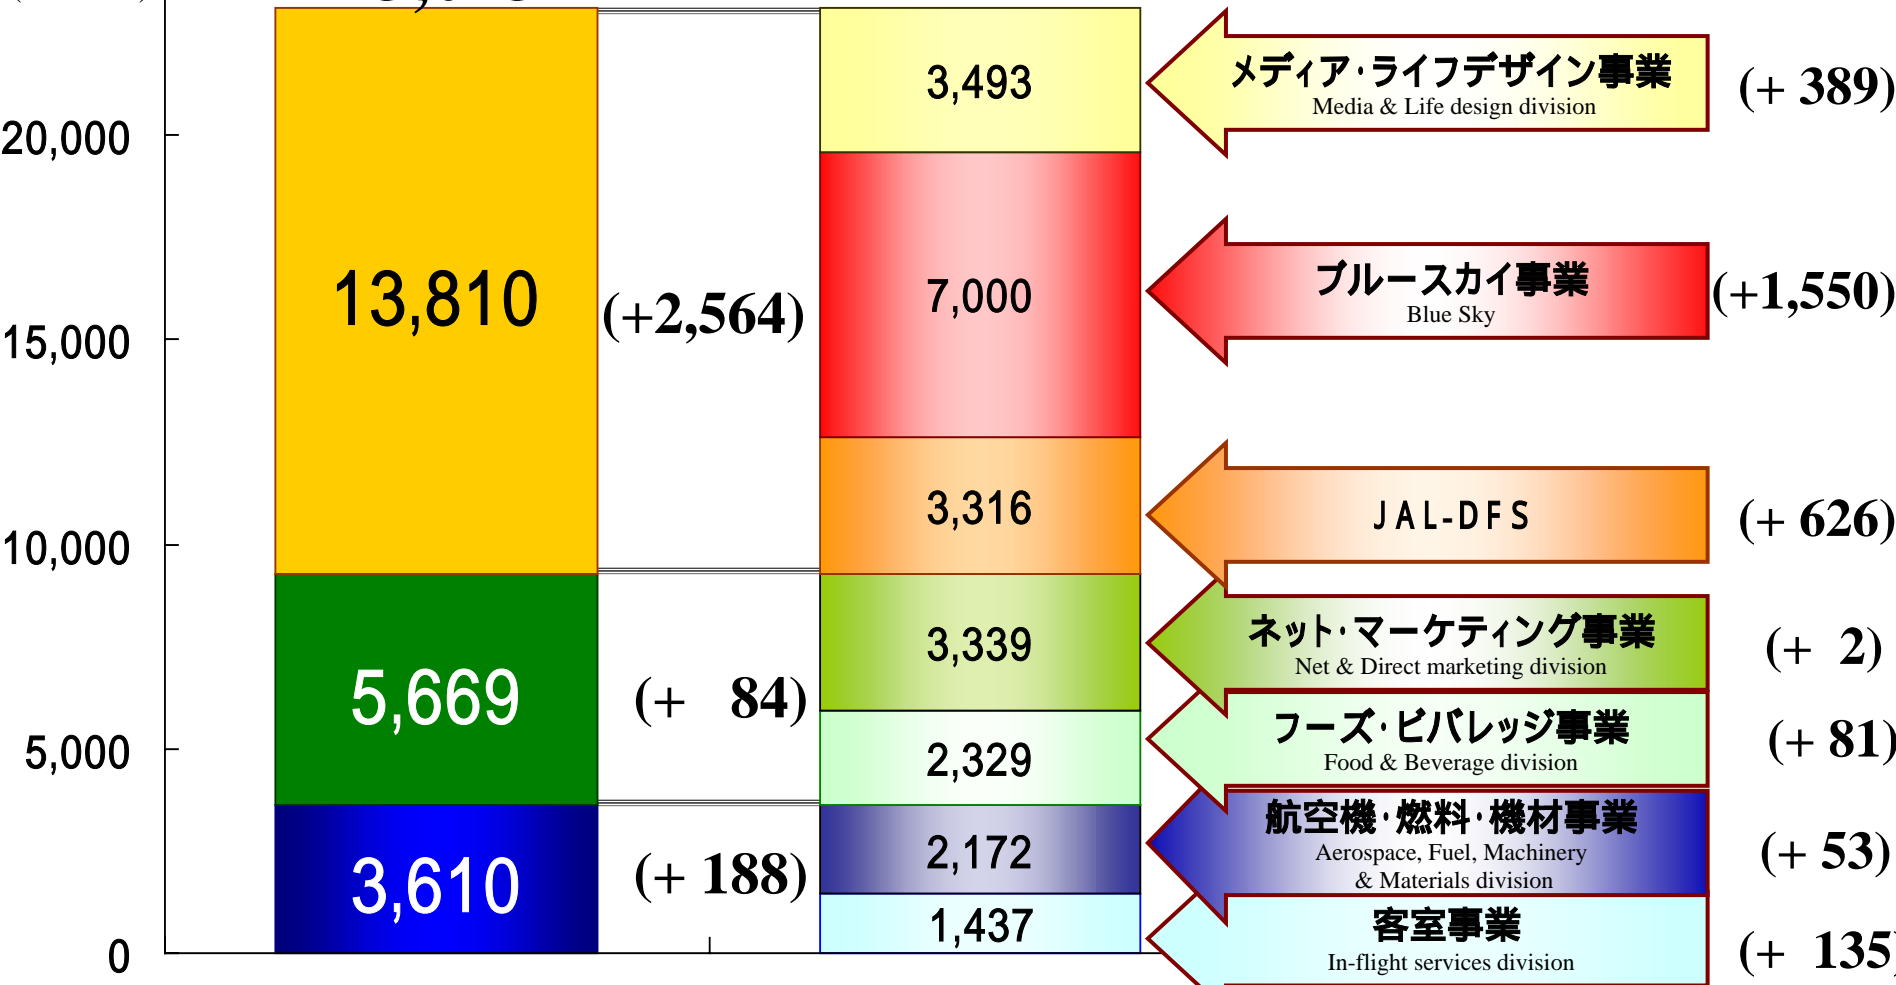 3,493
メディア・ライフデザイン事業
Media & Life design division
(+ 389)
20,000
13,810
(+2,564)
7,000
ブルースカイ事業
Blue Sky
(+1,550)
15,000
3,316
JAL-DFS
(+ 626)
10,000
5,669
(+ 84)
3,339
ネット・マーケティング事業
Net & Direct marketing division
(+ 2)
2,329
フーズ・ビバレッジ事業
Food & Beverage division
(+ 81)
5,000
3,610
(+ 188)
2,172
航空機・燃料・機材事業
Aerospace, Fuel, Machinery
& Materials division
(+ 53)
1,437
客室事業
In-flight services division
(+ 135)
0